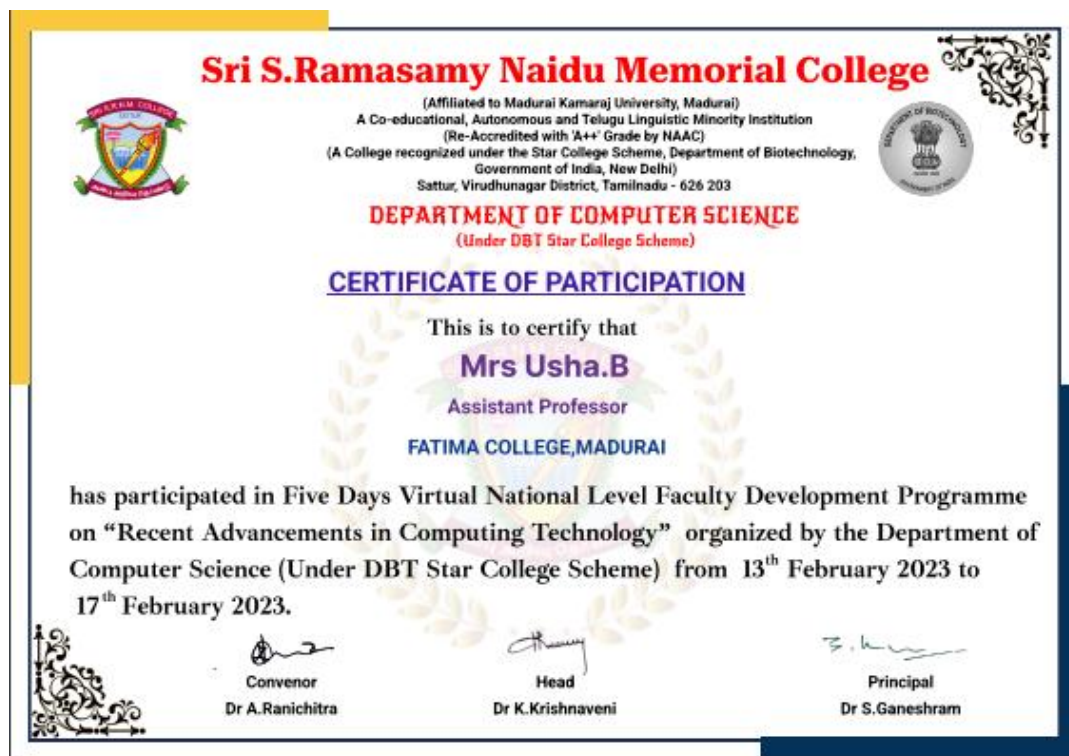 Sri S.Ramasamy Naidu Memorial College
(Affiliated to Madurai Kamaraj University, Madurai)
A Co-educational, Autonomous and Telugu Linguistic Minority Institution
(Re-Accredited with 'A++' Grade by NAAC)
(A College recognized under the Star College Scheme, Department of Biotechnology,
Government of India, New Delhi)
Sattur, Virudhunagar District, Tamilnadu - 626 203
DEPARTMENT OF COMPUTER SCIENCE
(Under DBT Star College Scheme)
CERTIFICATE OF PARTICIPATION
This is to certify that
Mrs Usha.B
Assistant Professor
FATIMA COLLEGE,MADURAI
has participated in Five Days Virtual National Level Faculty Development Programme
on “Recent Advancements in Computing Technology” organized by the Department of
Computer Science (Under DBT Star College Scheme) from 13th February 2023 to
17th February 2023.
Convenor Head Principal
Dr A.Ranichitra Dr K.Krishnaveni Dr S.Ganeshram